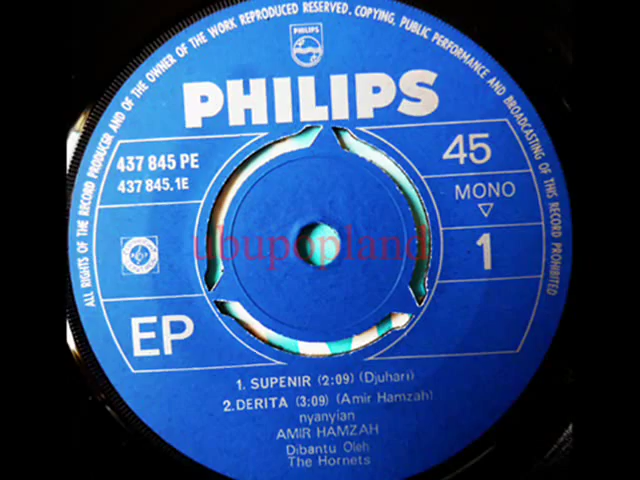 ALL RIGHTS OF THE RECORD PRODUCER AND OF THE OWNER OF THE WORK REPRODUCED RESERVED. COPYING, PUBLIC PERFORMANCE AND BROADCASTING OF THIS RECORD PROHIBITED
PHILIPS
PHILIPS
437 845 PE
437 845.1E
45
MONO
1
ubupopland
EP
1. SUPENIR (2:09) (Djuhari)
2. DERITA (3:09) (Amir Hamzah)
nyanyian
AMIR HAMZAH
Dibantu Oleh
The Hornets